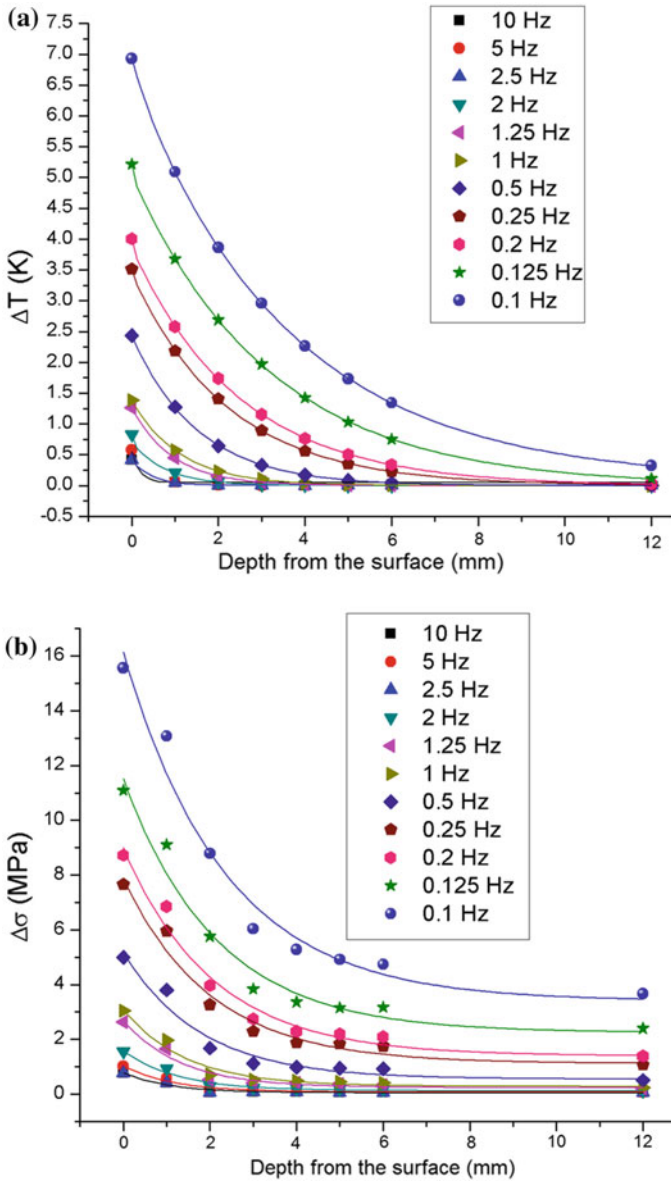 (a)
7.5
7.0
6.5
6.0
5.5
5.0
4.5
4.0
3.5
3.0
2.5
2.0
1.5
1.0
0.5
0.0
-0.5
ΔT (K)
10 Hz
5 Hz
2.5 Hz
2 Hz
1.25 Hz
1 Hz
0.5 Hz
0.25 Hz
0.2 Hz
0.125 Hz
0.1 Hz
0 2 4 6 8 10 12
Depth from the surface (mm)
(b)
16
14
12
10
8
6
4
2
0
Δσ (MPa)
10 Hz
5 Hz
2.5 Hz
2 Hz
1.25 Hz
1 Hz
0.5 Hz
0.25 Hz
0.2 Hz
0.125 Hz
0.1 Hz
0 2 4 6 8 10 12
Depth from the surface (mm)